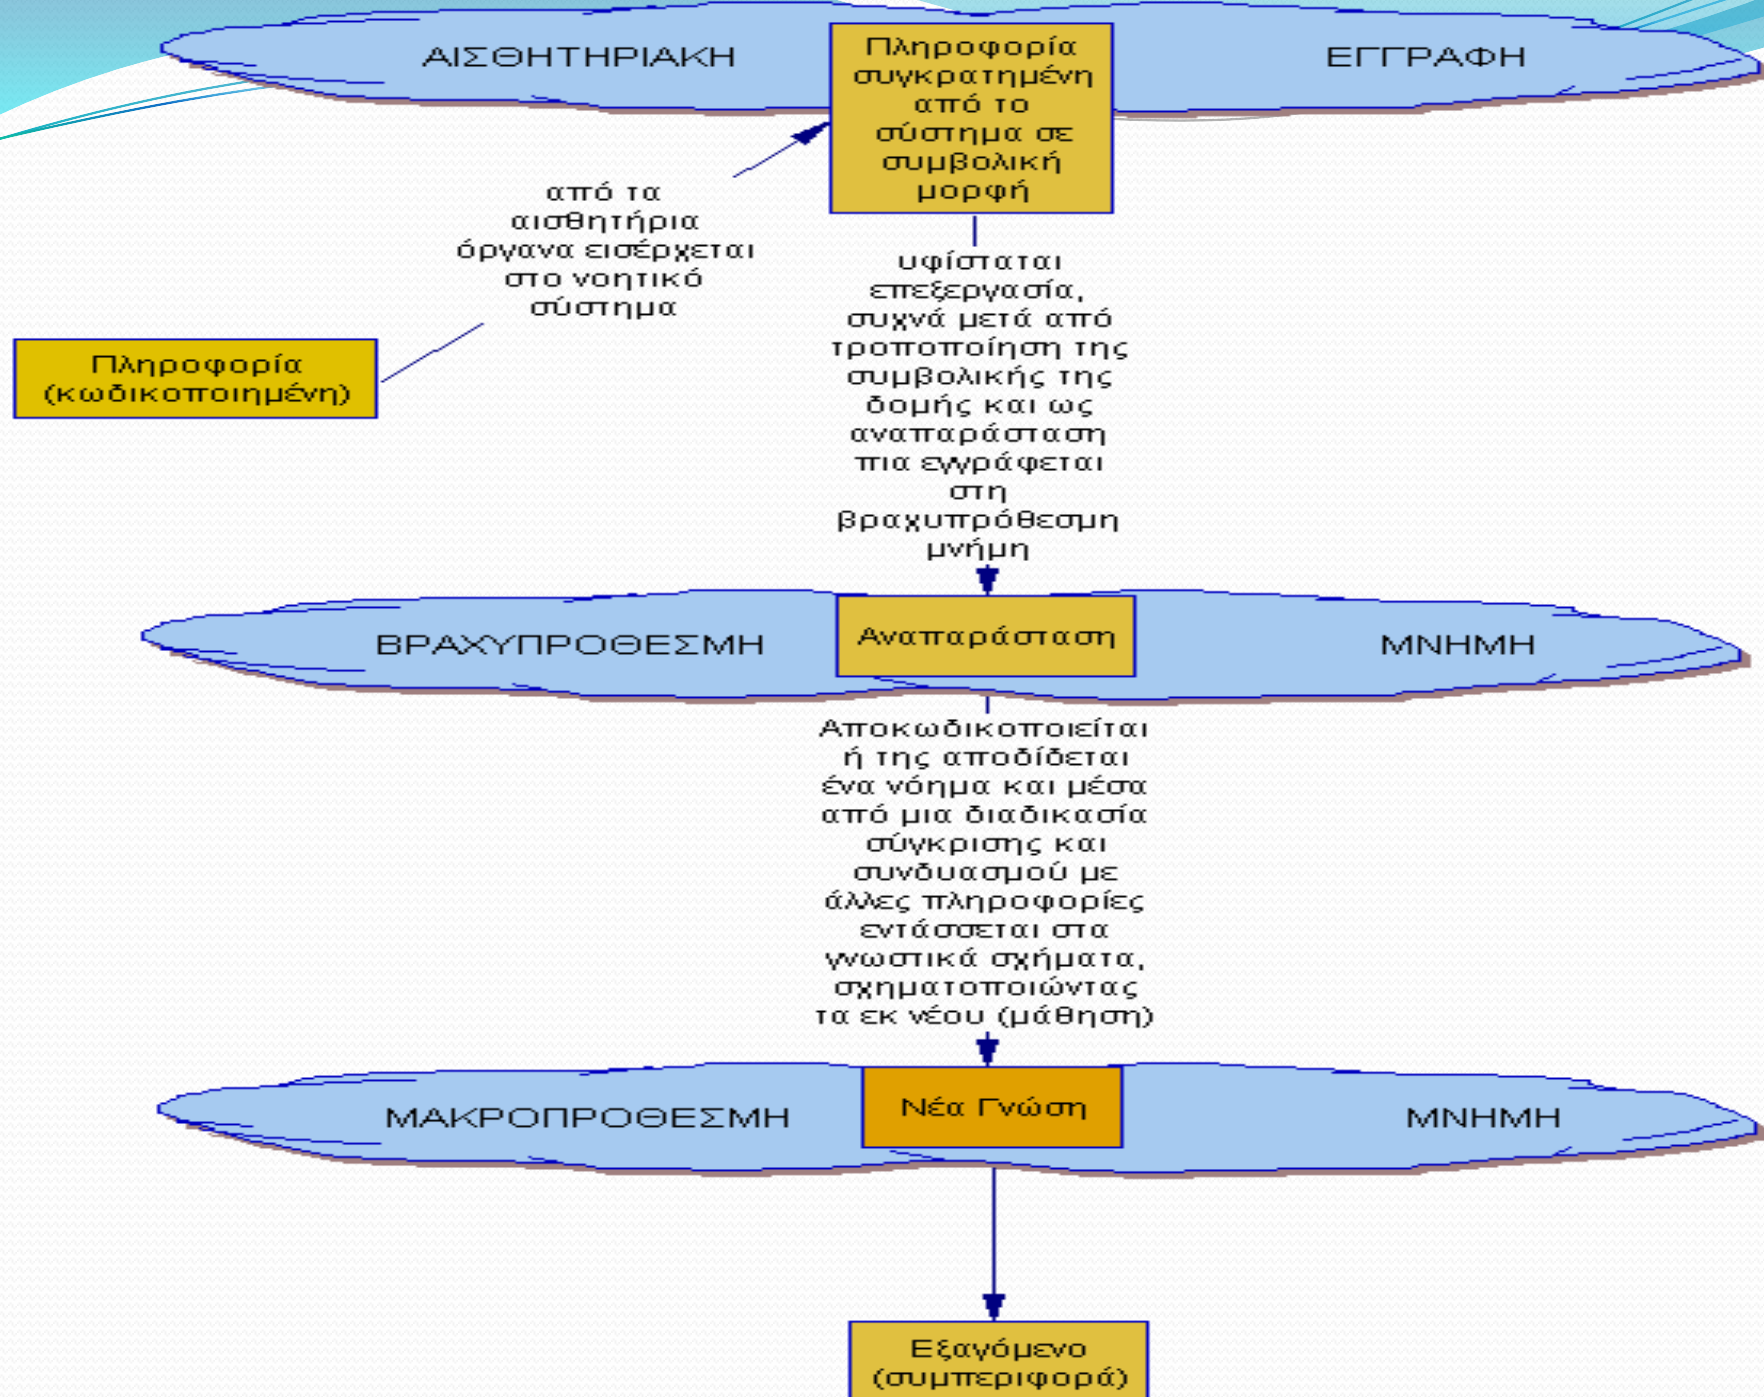 ΑΙΣΘΗΤΗΡΙΑΚΗ
ΕΓΓΡΑΦΗ
Πληροφορία
συγκρατημένη
από το
σύστημα σε
συμβολική
μορφή
από τα
αισθητήρια
όργανα εισέρχεται
στο νοητικό
σύστημα
Πληροφορία
(κωδικοποιημένη)
υφίσταται
επεξεργασία,
συχνά μετά από
τροποποίηση της
συμβολικής της
δομής και ως
αναπαράσταση
πια εγγράφεται
στη
βραχυπρόθεσμη
μνήμη
ΒΡΑΧΥΠΡΟΘΕΣΜΗ
Αναπαράσταση
ΜΝΗΜΗ
Αποκωδικοποιείται
ή της αποδίδεται
ένα νόημα και μέσα
από μια διαδικασία
σύγκρισης και
συνδυασμού με
άλλες πληροφορίες
εντάσσεται στα
γνωστικά σχήματα,
σχηματοποιώντας
τα εκ νέου (μάθηση)
ΜΑΚΡΟΠΡΟΘΕΣΜΗ
Νέα Γνώση
ΜΝΗΜΗ
Εξαγόμενο
(συμπεριφορά)